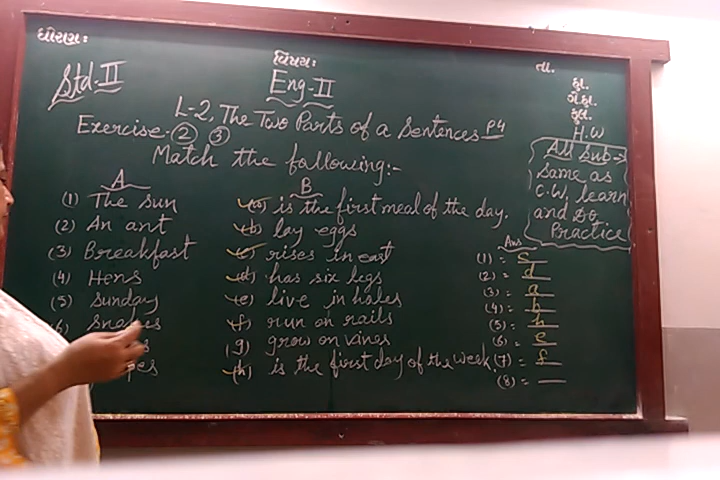 ધોરણઃ
વિષયઃ
તા.
Std-II
Eng-II
કુા.
ગે.હા.
કુલ.
L-2, The Two Parts of a Sentences P4
Exercise-② ③
H.W
Match the following:-
All Sub→
Same as
C.W, learn
and do
Practice
A
B
(1) The sun
(a) is the first meal of the day.
(2) An ant
(b) lay eggs
(3) Breakfast
(c) rises in east
(4) Hens
(d) has six legs
(5) Sunday
(e) live in holes
(6) Snakes
(f) run on rails
(g) grow on vines
(h) is the first day of the week.
Ans
(1) = c
(2) = d
(3) = a
(4) = b
(5) = h
(6) = e
(7) = f
(8) =